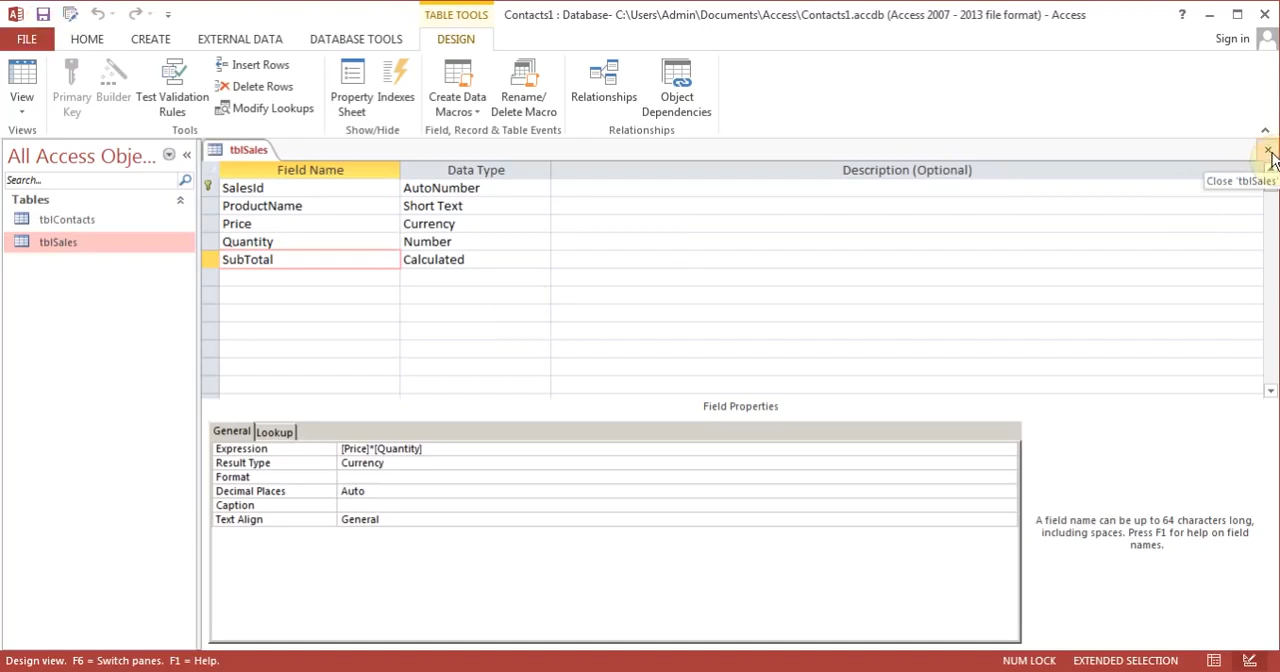 TABLE TOOLS Contacts1 : Database- C:\Users\Admin\Documents\Access\Contacts1.accdb (Access 2007 - 2013 file format) - Access
FILE HOME CREATE EXTERNAL DATA DATABASE TOOLS DESIGN Sign in
View
Primary Key
Builder
Test Validation Rules
Insert Rows
Delete Rows
Modify Lookups
Property Sheet
Indexes
Create Data Macros
Rename/ Delete Macro
Relationships
Object Dependencies
Views Tools Show/Hide Field, Record & Table Events Relationships
All Access Obje...
Search...
Tables
tblContacts
tblSales
tblSales
Close 'tblSales'
Field Name Data Type Description (Optional)
SalesId AutoNumber
ProductName Short Text
Price Currency
Quantity Number
SubTotal Calculated
Field Properties
General Lookup
Expression [Price]*[Quantity]
Result Type Currency
Format
Decimal Places Auto
Caption
Text Align General
A field name can be up to 64 characters long,
including spaces. Press F1 for help on field
names.
Design view. F6 = Switch panes. F1 = Help. NUM LOCK EXTENDED SELECTION